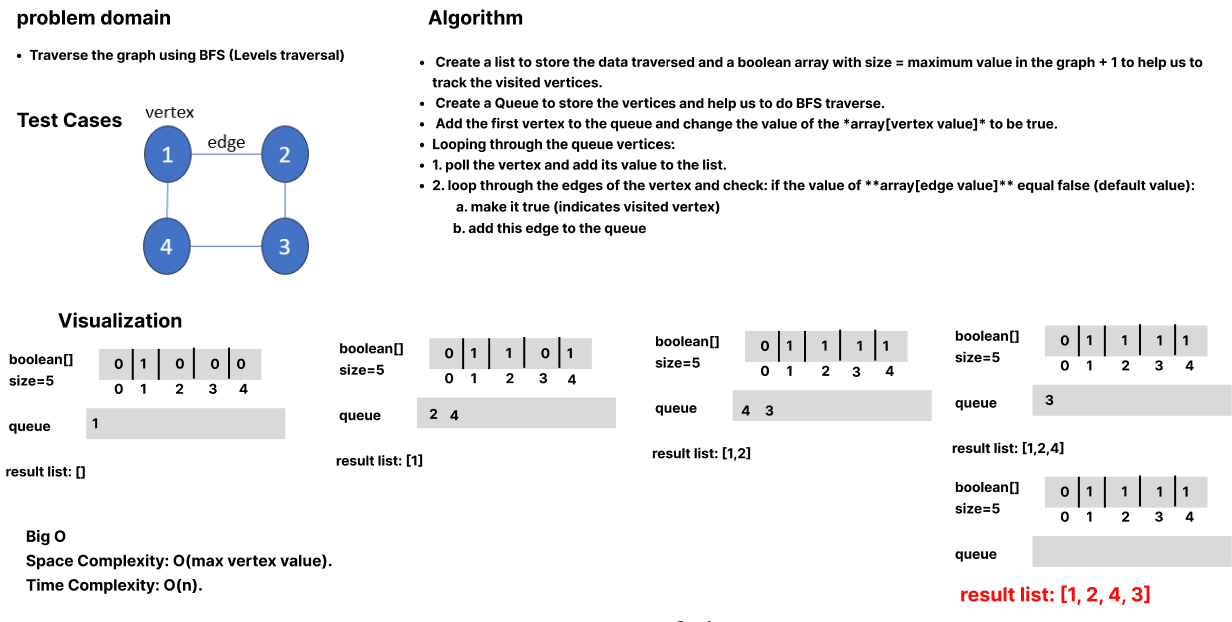 problem domain
• Traverse the graph using BFS (Levels traversal)
Test Cases
vertex
edge
1
2
4
3
Algorithm
• Create a list to store the data traversed and a boolean array with size = maximum value in the graph + 1 to help us to
track the visited vertices.
• Create a Queue to store the vertices and help us to do BFS traverse.
• Add the first vertex to the queue and change the value of the *array[vertex value]* to be true.
• Looping through the queue vertices:
• 1. poll the vertex and add its value to the list.
• 2. loop through the edges of the vertex and check: if the value of **array[edge value]** equal false (default value):
a. make it true (indicates visited vertex)
b. add this edge to the queue
Visualization
boolean[]
size=5
0 1 0 0 0
0 1 2 3 4
queue
1
result list: []
boolean[]
size=5
0 1 1 0 1
0 1 2 3 4
queue
2 4
result list: [1]
boolean[]
size=5
0 1 1 1 1
0 1 2 3 4
queue
4 3
result list: [1,2]
boolean[]
size=5
0 1 1 1 1
0 1 2 3 4
queue
3
result list: [1,2,4]
boolean[]
size=5
0 1 1 1 1
0 1 2 3 4
queue
result list: [1, 2, 4, 3]
Big O
Space Complexity: O(max vertex value).
Time Complexity: O(n).